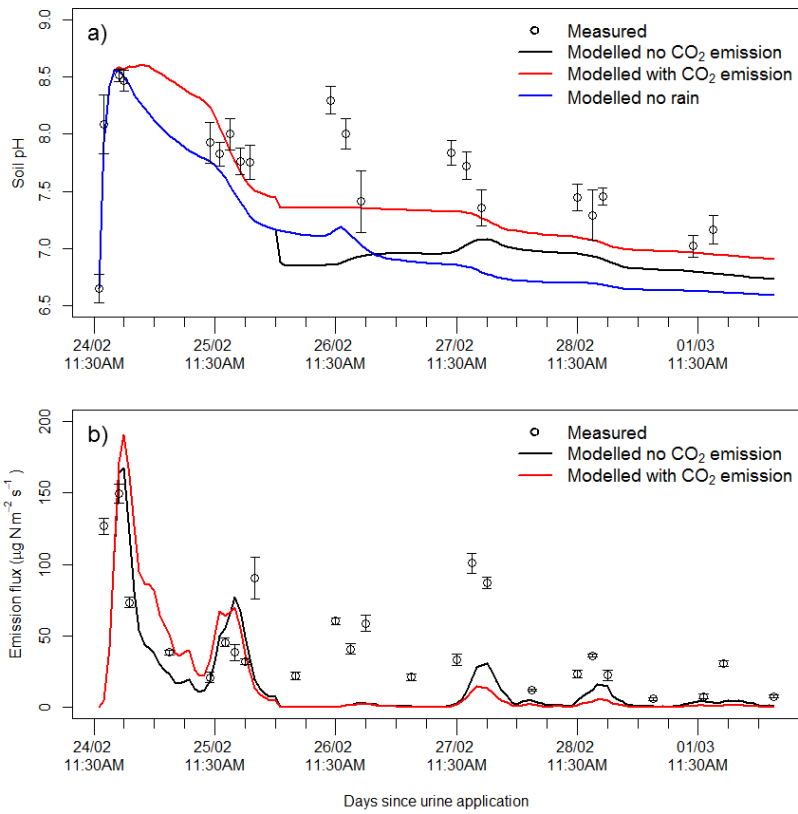 a)
Measured
Modelled no CO₂ emission
Modelled with CO₂ emission
Modelled no rain
Soil pH
9.0
8.5
8.0
7.5
7.0
6.5
24/02 25/02 26/02 27/02 28/02 01/03
11:30AM 11:30AM 11:30AM 11:30AM 11:30AM 11:30AM
b)
Measured
Modelled no CO₂ emission
Modelled with CO₂ emission
Emission flux (µg N m⁻² s⁻¹)
200
150
100
50
0
24/02 25/02 26/02 27/02 28/02 01/03
11:30AM 11:30AM 11:30AM 11:30AM 11:30AM 11:30AM
Days since urine application